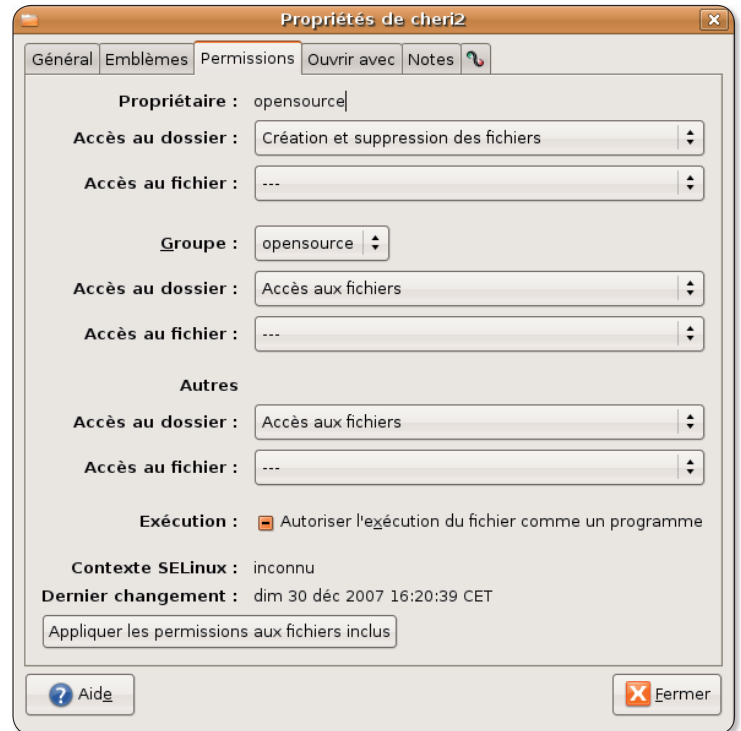 Propriétés de cheri2
Général Emblèmes Permissions Ouvrir avec Notes
Propriétaire : opensource
Accès au dossier : Création et suppression des fichiers
Accès au fichier : ---
Groupe : opensource
Accès au dossier : Accès aux fichiers
Accès au fichier : ---
Autres
Accès au dossier : Accès aux fichiers
Accès au fichier : ---
Exécution : Autoriser l'exécution du fichier comme un programme
Contexte SELinux : inconnu
Dernier changement : dim 30 déc 2007 16:20:39 CET
Appliquer les permissions aux fichiers inclus
Aide Fermer